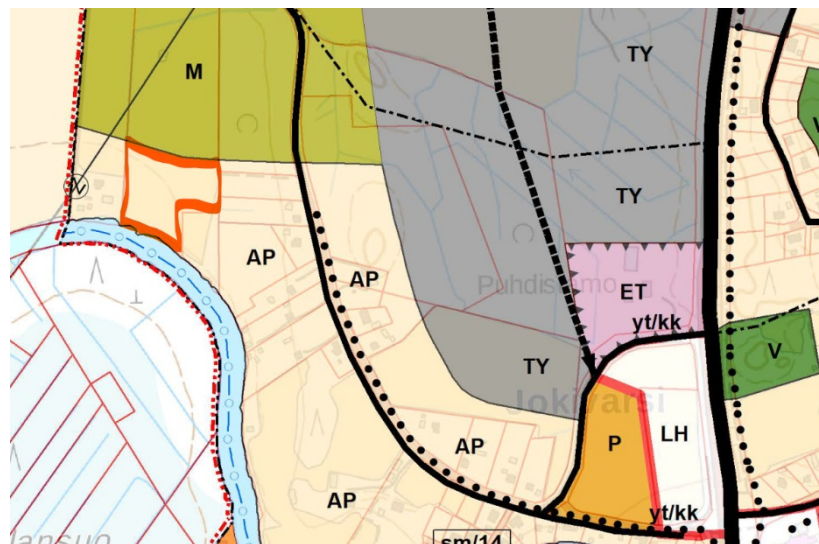 M
TY
TY
AP
AP
Puhdistamo
ET
yt/kk
V
TY
Jokivarsi
AP
P
LH
AP
yt/kk
sm/14